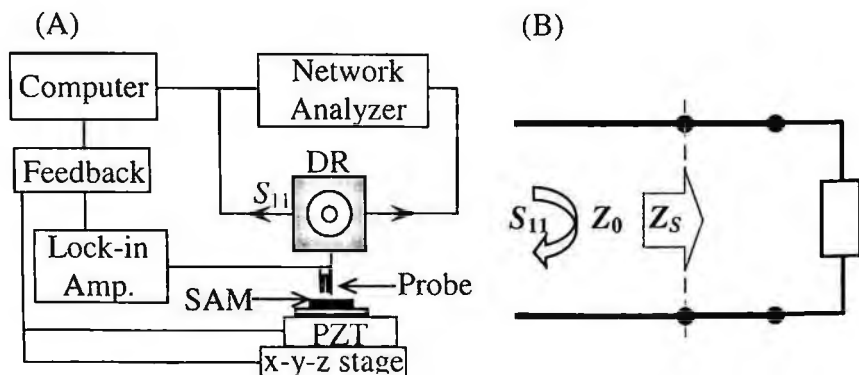 (A)
(B)
Computer
Network
Analyzer
Feedback
DR
S11
Lock-in
Amp.
Probe
SAM
PZT
x-y-z stage
S11
Z0
ZS